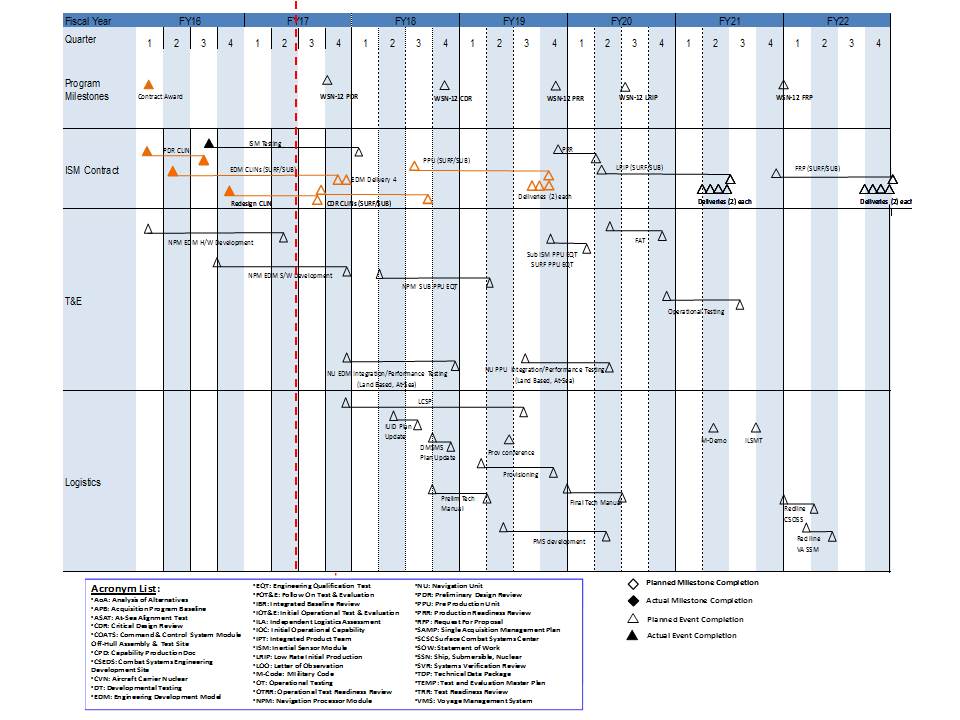 Fiscal Year FY16 FY17 FY18 FY19 FY20 FY21 FY22
Quarter 1 2 3 4 1 2 3 4 1 2 3 4 1 2 3 4 1 2 3 4 1 2 3 4 1 2 3 4
Program
Milestones
Contract Award
WSN-12 PDR
WSN-12 CDR
WSN-12 PRR
WSN-12 LRIP
WSN-12 FRP
ISM Contract
ISM Testing
PDR CLIN
PRR
PPU (SURF/SUB)
EDM CLINs (SURF/SUB)
LRIP (SURF/SUB)
FRP (SURF/SUB)
EDM Delivery 4
Redesign CLIN
CDR CLINs (SURF/SUB)
Deliveries (2) each
Deliveries (2) each
Deliveries (2) each
T&E
NPM EDM H/W Development
FAT
Sub ISM PPU EQT
SURF PPU EQT
NPM EDM S/W Development
NPM SUB PPU EQT
Operational Testing
NU EDM Integration/Performance Testing
(Land Based, At-Sea)
NU PPU Integration/Performance Testing
(Land Based, At-Sea)
Logistics
LCSP
IUID Plan
Update
DMSMS
Plan Update
Prov conference
M-Demo
ILSMT
Provisioning
Prelim Tech
Manual
Final Tech Manual
PMS development
Redline
CSOSS
Redline
VA SSM
Acronym List:
*AoA: Analysis of Alternatives
*APB: Acquisition Program Baseline
*ASAT: At-Sea Alignment Test
*CDR: Critical Design Review
*COATS: Command & Control System Module
Off-Hull Assembly & Test Site
*CPD: Capability Production Doc
*CSEDS: Combat Systems Engineering
Development Site
*CVN: Aircraft Carrier Nuclear
*DT: Developmental Testing
*EDM: Engineering Development Model
*EQT: Engineering Qualification Test
*FOT&E: Follow On Test & Evaluation
*IBR: Integrated Baseline Review
*IOT&E: Initial Operational Test & Evaluation
*ILA: Independent Logistics Assessment
*IOC: Initial Operational Capability
*IPT: Integrated Product Team
*ISM: Inertial Sensor Module
*LRIP: Low Rate Initial Production
*LOO: Letter of Observation
*M-Code: Military Code
*OT: Operational Testing
*OTRR: Operational Test Readiness Review
*NPM: Navigation Processor Module
*NU: Navigation Unit
*PDR: Preliminary Design Review
*PPU: Pre Production Unit
*PRR: Production Readiness Review
*RFP: Request For Proposal
*SAMP: Single Acquisition Management Plan
*SCSC Surface Combat Systems Center
*SOW: Statement of Work
*SSN: Ship, Submersible, Nuclear
*SVR: Systems Verification Review
*TDP: Technical Data Package
*TEMP: Test and Evaluation Master Plan
*TRR: Test Readiness Review
*VMS: Voyage Management System
Planned Milestone Completion
Actual Milestone Completion
Planned Event Completion
Actual Event Completion